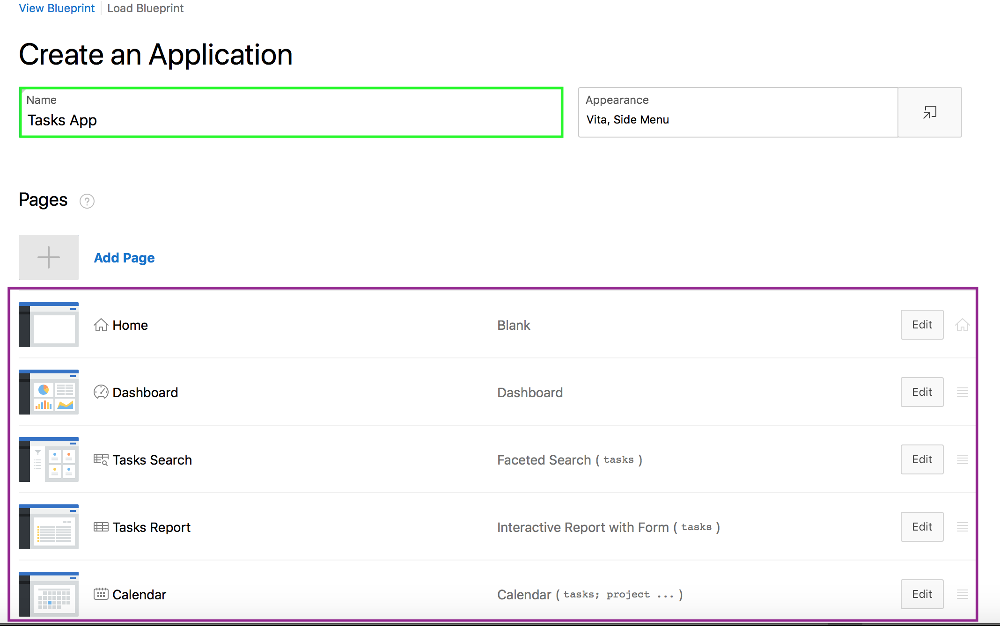 View Blueprint Load Blueprint
Create an Application
Name
Tasks App
Appearance
Vita, Side Menu
Pages ?
Add Page
Home Blank Edit
Dashboard Dashboard Edit
Tasks Search Faceted Search ( tasks ) Edit
Tasks Report Interactive Report with Form ( tasks ) Edit
Calendar Calendar ( tasks; project ... ) Edit